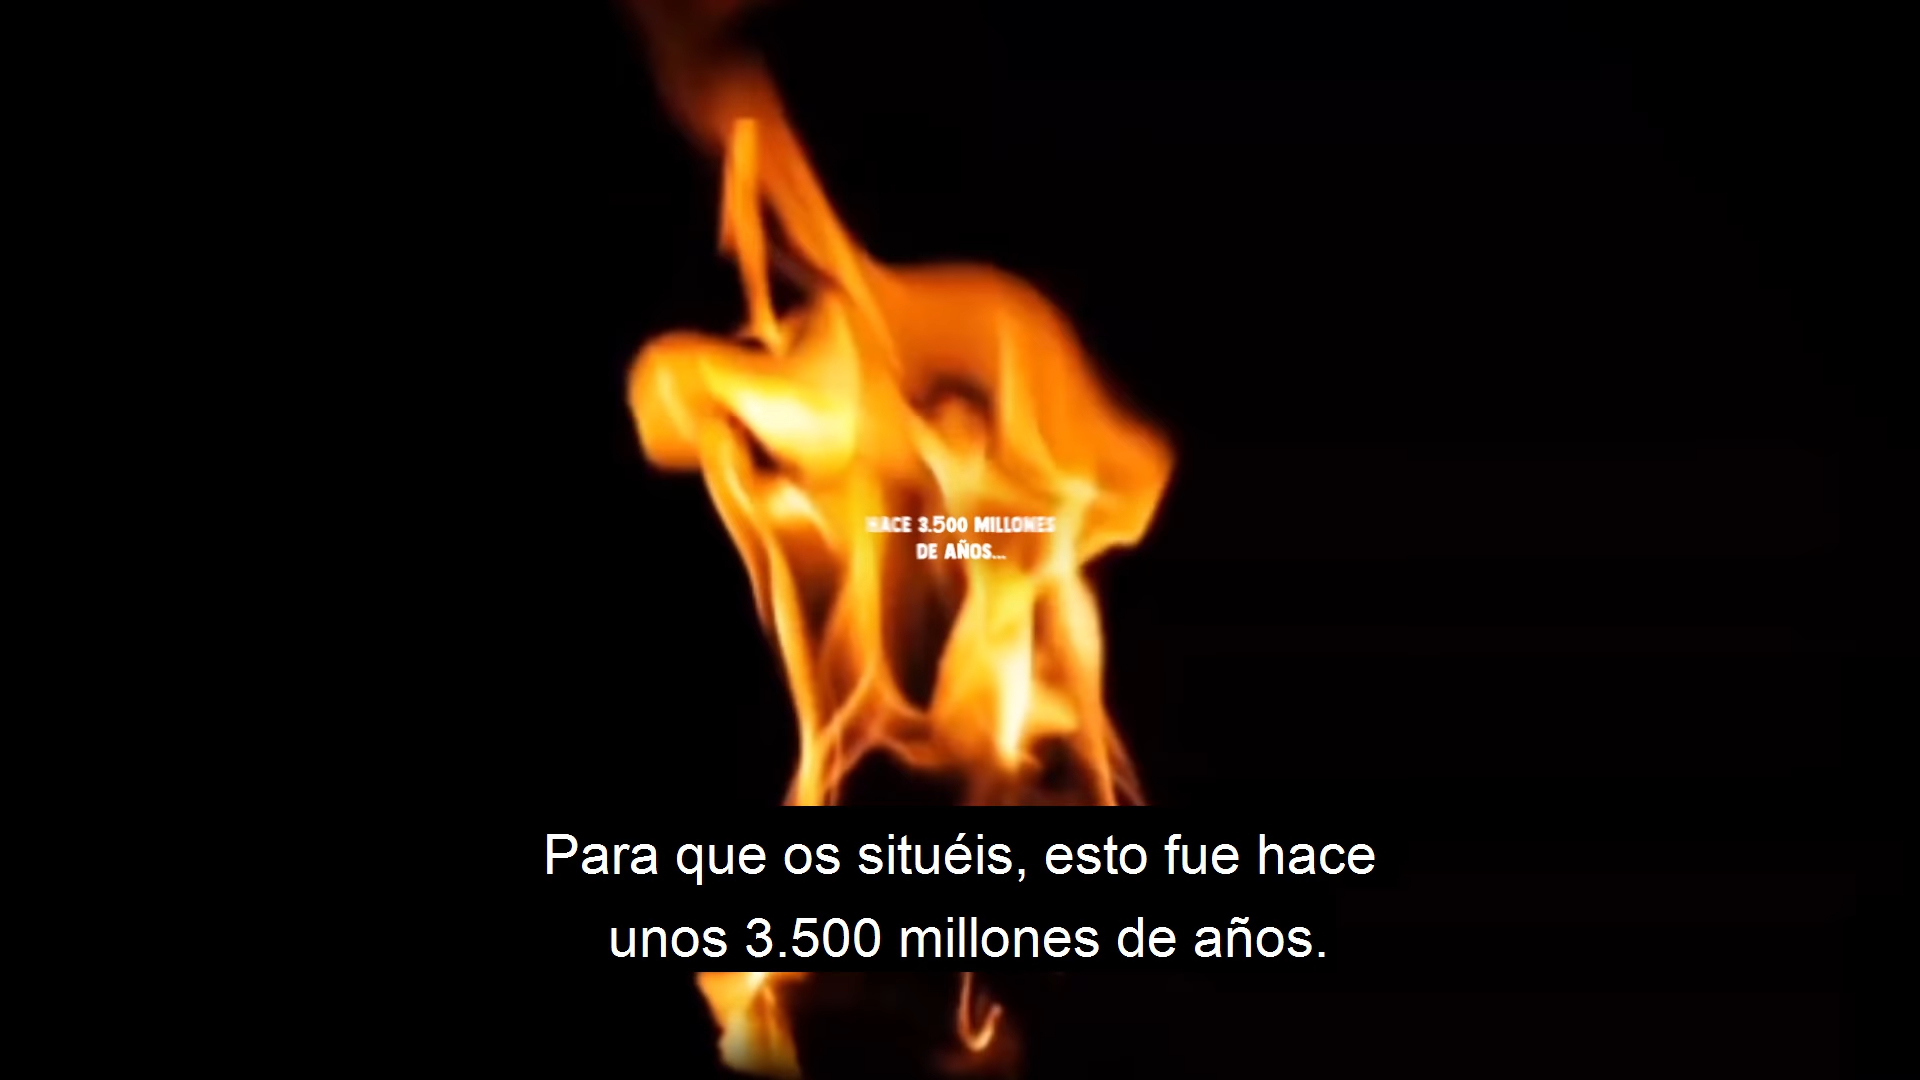 HACE 3.500 MILLONES
DE AÑOS...
Para que os situéis, esto fue hace
unos 3.500 millones de años.